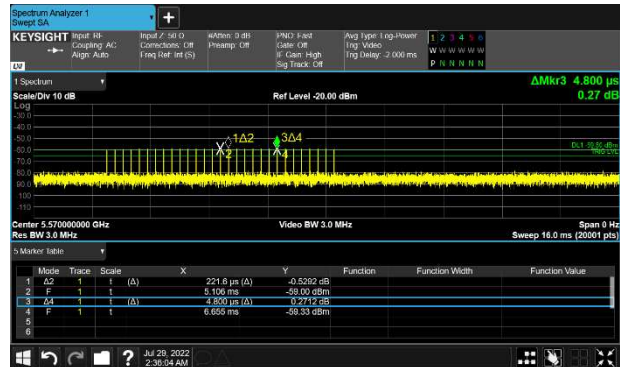 Spectrum Analyzer 1
Swept SA
+
KEYSIGHT Input: RF Input Z: 50 Ω #Atten: 0 dB PNO: Fast Avg Type: Log-Power 1 2 3 4 5 6
Coupling: AC Corrections: Off Preamp: Off Gate: Off Trig: Video W W W W W W
Align: Auto Freq Ref: Int (S) IF Gain: High Trig Delay: -2.000 ms P N N N N N
Sig Track: Off
1 Spectrum ΔMkr3 4.800 µs
Scale/Div 10 dB Ref Level -20.00 dBm 0.27 dB
Log
-30.0
-40.0
-50.0 1Δ2 3Δ4
-60.0 2 4 TRIG LVL
-70.0
-80.0
-90.0
-100
-110
Center 5.570000000 GHz Video BW 3.0 MHz Span 0 Hz
Res BW 3.0 MHz Sweep 16.0 ms (20001 pts)
5 Marker Table
Mode Trace Scale X Y Function Function Width Function Value
1 Δ2 1 t (Δ) 221.6 µs (Δ) -0.5292 dB
2 F 1 t 5.106 ms -59.00 dBm
3 Δ4 1 t (Δ) 4.800 µs (Δ) 0.2712 dB
4 F 1 t 6.655 ms -59.33 dBm
5
6
? Jul 29, 2022
2:36:04 AM